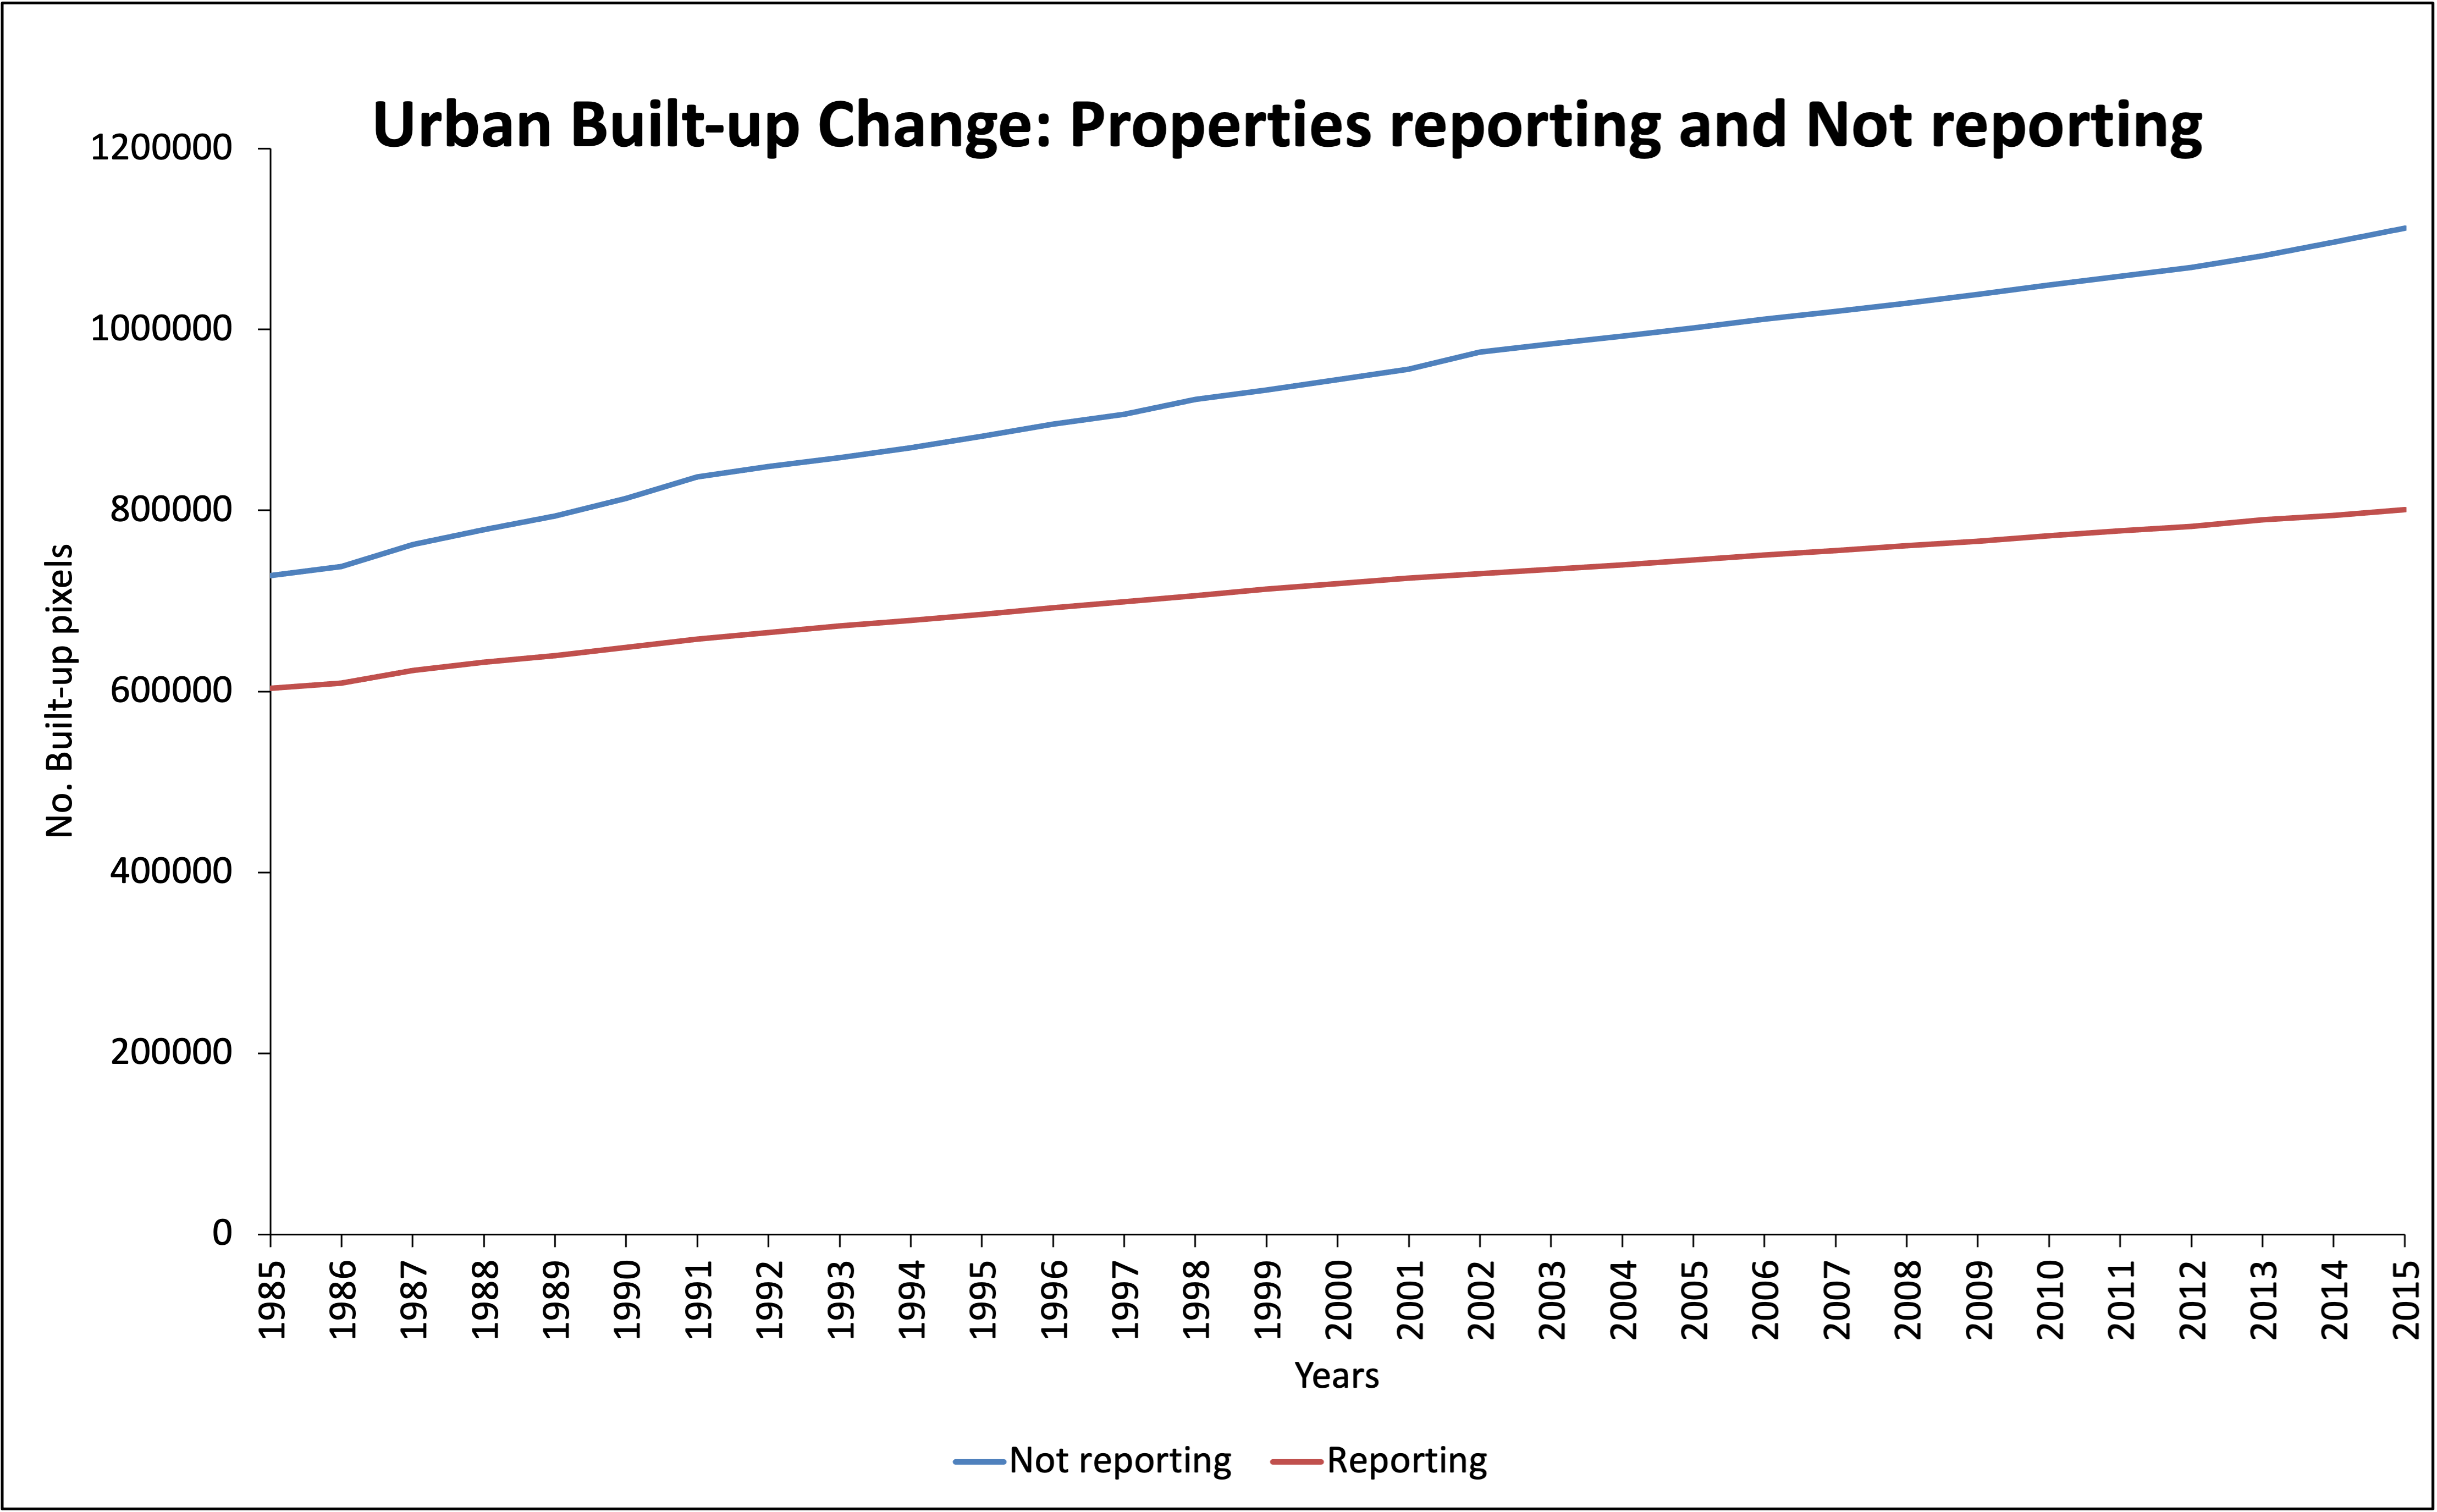 Urban Built-up Change: Properties reporting and Not reporting
1200000
1000000
800000
600000
400000
200000
0
No. Built-up pixels
1985 1986 1987 1988 1989 1990 1991 1992 1993 1994 1995 1996 1997 1998 1999 2000 2001 2002 2003 2004 2005 2006 2007 2008 2009 2010 2011 2012 2013 2014 2015
Years
Not reporting Reporting